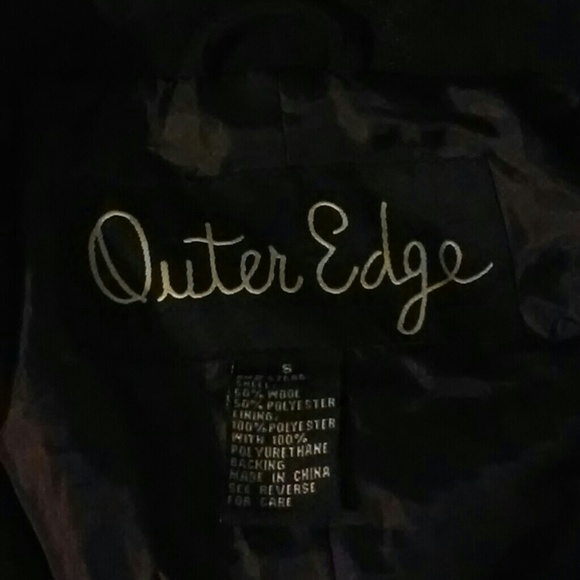 Outer Edge
S
SHELL:
50% WOOL
50% POLYESTER
LINING:
100% POLYESTER
WITH 100%
POLYURETHANE
BACKING
MADE IN CHINA
SEE REVERSE
FOR CARE